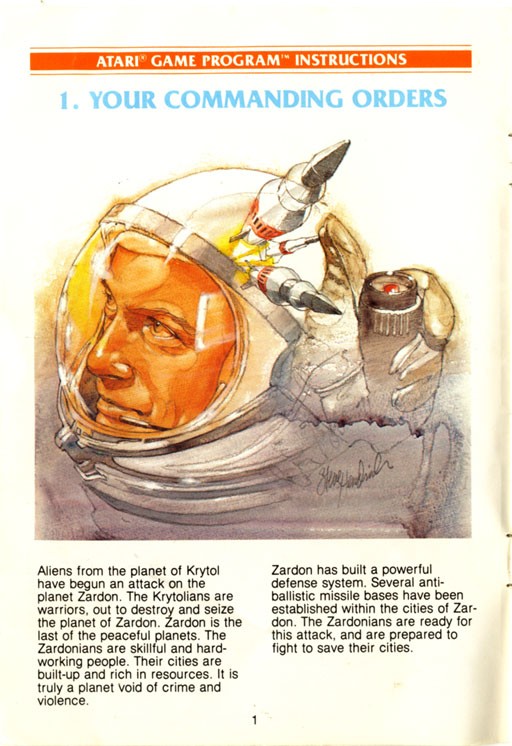 ATARI® GAME PROGRAM™ INSTRUCTIONS
1. YOUR COMMANDING ORDERS
Aliens from the planet of Krytol
have begun an attack on the
planet Zardon. The Krytolians are
warriors, out to destroy and seize
the planet of Zardon. Zardon is the
last of the peaceful planets. The
Zardonians are skillful and hard-
working people. Their cities are
built-up and rich in resources. It is
truly a planet void of crime and
violence.
Zardon has built a powerful
defense system. Several anti-
ballistic missile bases have been
established within the cities of Zar-
don. The Zardonians are ready for
this attack, and are prepared to
fight to save their cities.
1